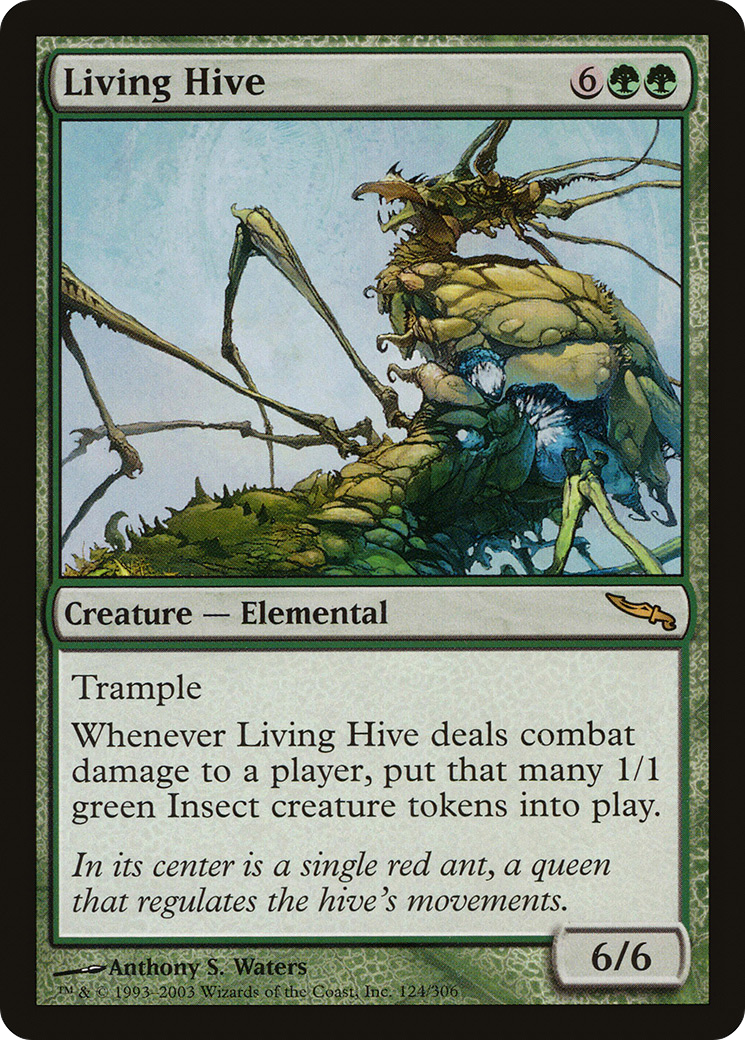 Living Hive 6
Creature — Elemental
Trample
Whenever Living Hive deals combat
damage to a player, put that many 1/1
green Insect creature tokens into play.
In its center is a single red ant, a queen
that regulates the hive's movements.
6/6
Anthony S. Waters
™ & © 1993–2003 Wizards of the Coast, Inc. 124/306